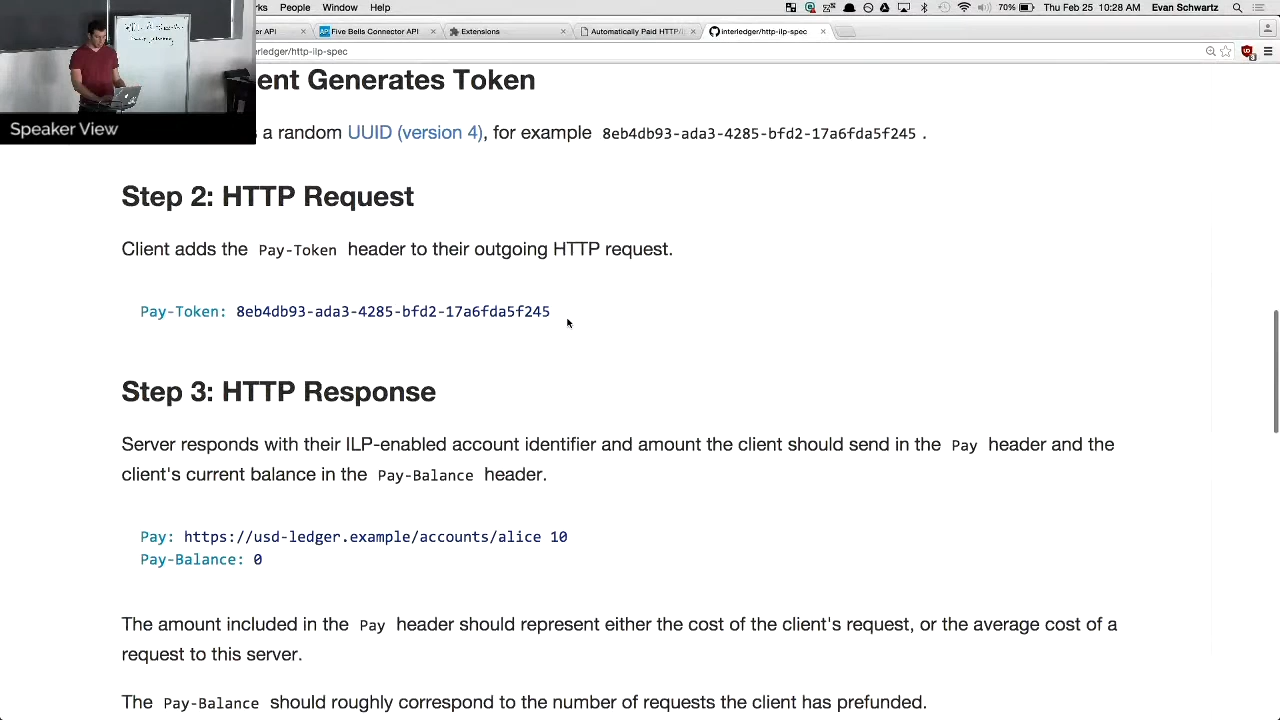 rks People Window Help 70% Thu Feb 25 10:28 AM Evan Schwartz
er API Five Bells Connector API Extensions Automatically Paid HTTP/ interledger/http-ilp-spec
erledger/http-ilp-spec
Speaker View
ent Generates Token
s a random UUID (version 4), for example 8eb4db93-ada3-4285-bfd2-17a6fda5f245 .
Step 2: HTTP Request
Client adds the Pay-Token header to their outgoing HTTP request.
Pay-Token: 8eb4db93-ada3-4285-bfd2-17a6fda5f245
Step 3: HTTP Response
Server responds with their ILP-enabled account identifier and amount the client should send in the Pay header and the
client's current balance in the Pay-Balance header.
Pay: https://usd-ledger.example/accounts/alice 10
Pay-Balance: 0
The amount included in the Pay header should represent either the cost of the client's request, or the average cost of a
request to this server.
The Pay-Balance should roughly correspond to the number of requests the client has prefunded.